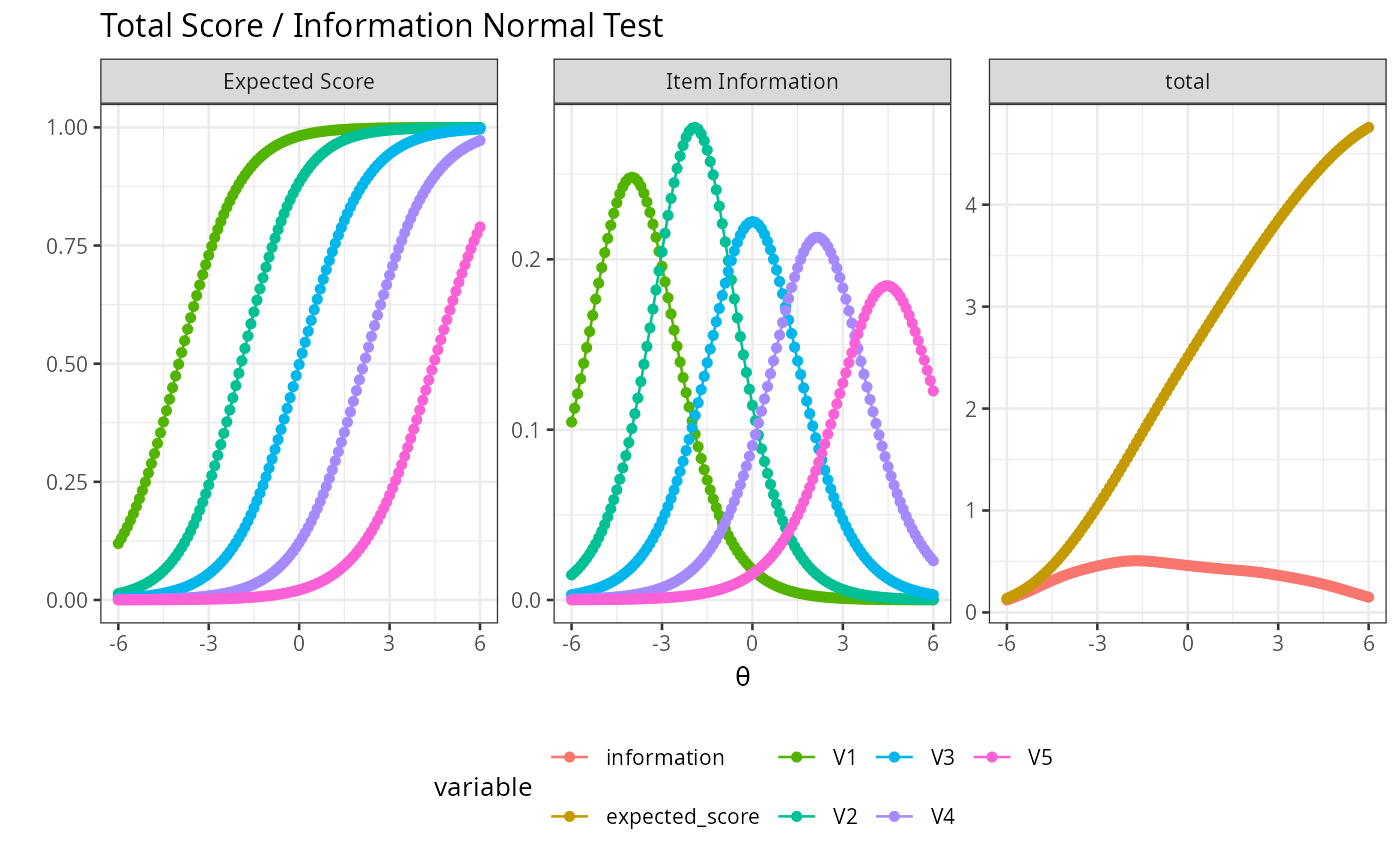 Total Score / Information Normal Test
Expected Score
Item Information
total
1.00
0.75
0.50
0.25
0.00
-6 -3 0 3 6
0.2
0.1
0.0
-6 -3 0 3 6
4
3
2
1
0
-6 -3 0 3 6
θ
variable
information V1 V3 V5
expected_score V2 V4